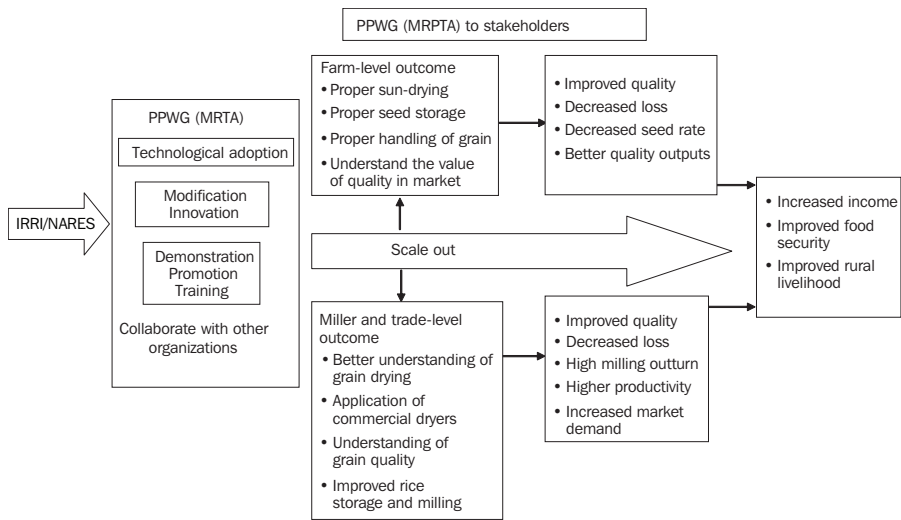 PPWG (MRPTA) to stakeholders
IRRI/NARES
PPWG (MRTA)
Technological adoption
Modification
Innovation
Demonstration
Promotion
Training
Collaborate with other
organizations
Farm-level outcome
• Proper sun-drying
• Proper seed storage
• Proper handling of grain
• Understand the value
of quality in market
• Improved quality
• Decreased loss
• Decreased seed rate
• Better quality outputs
Scale out
Miller and trade-level
outcome
• Better understanding of
grain drying
• Application of
commercial dryers
• Understanding of
grain quality
• Improved rice
storage and milling
• Improved quality
• Decreased loss
• High milling outturn
• Higher productivity
• Increased market
demand
• Increased income
• Improved food
security
• Improved rural
livelihood